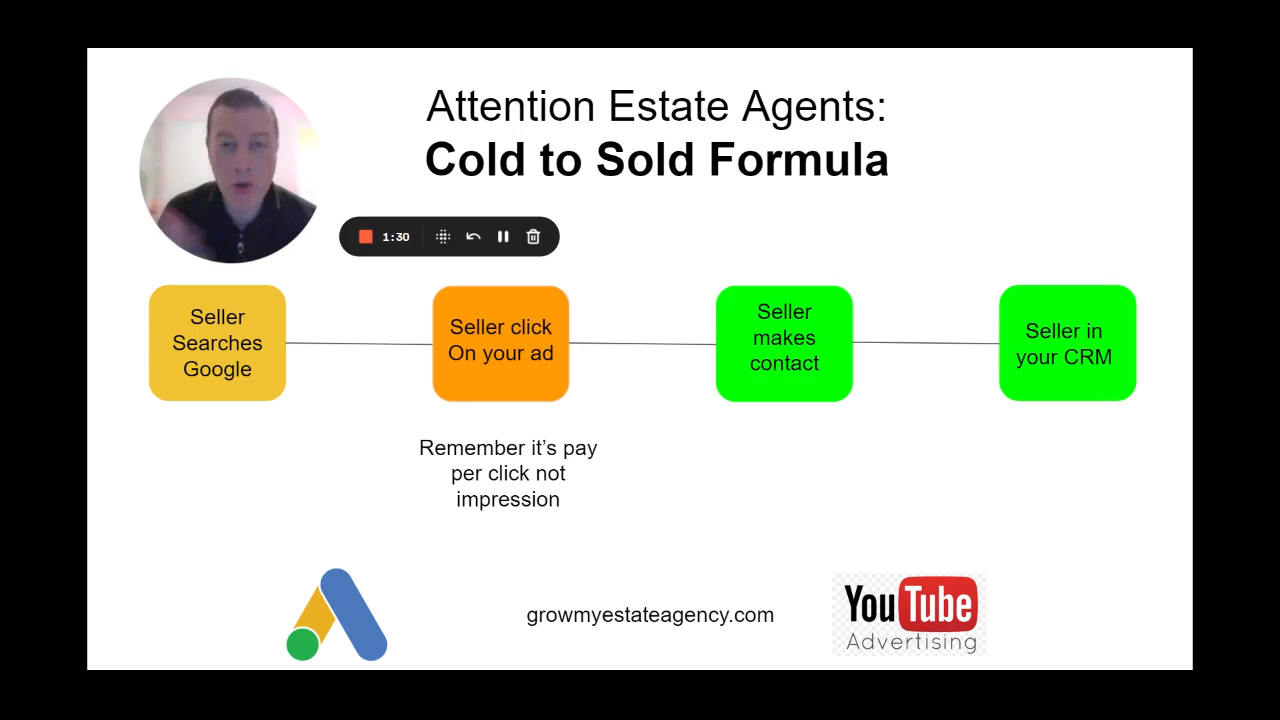 Attention Estate Agents:
Cold to Sold Formula
1:30
Seller
Searches
Google
Seller click
On your ad
Seller
makes
contact
Seller in
your CRM
Remember it’s pay
per click not
impression
growmyestateagency.com
YouTube
Advertising